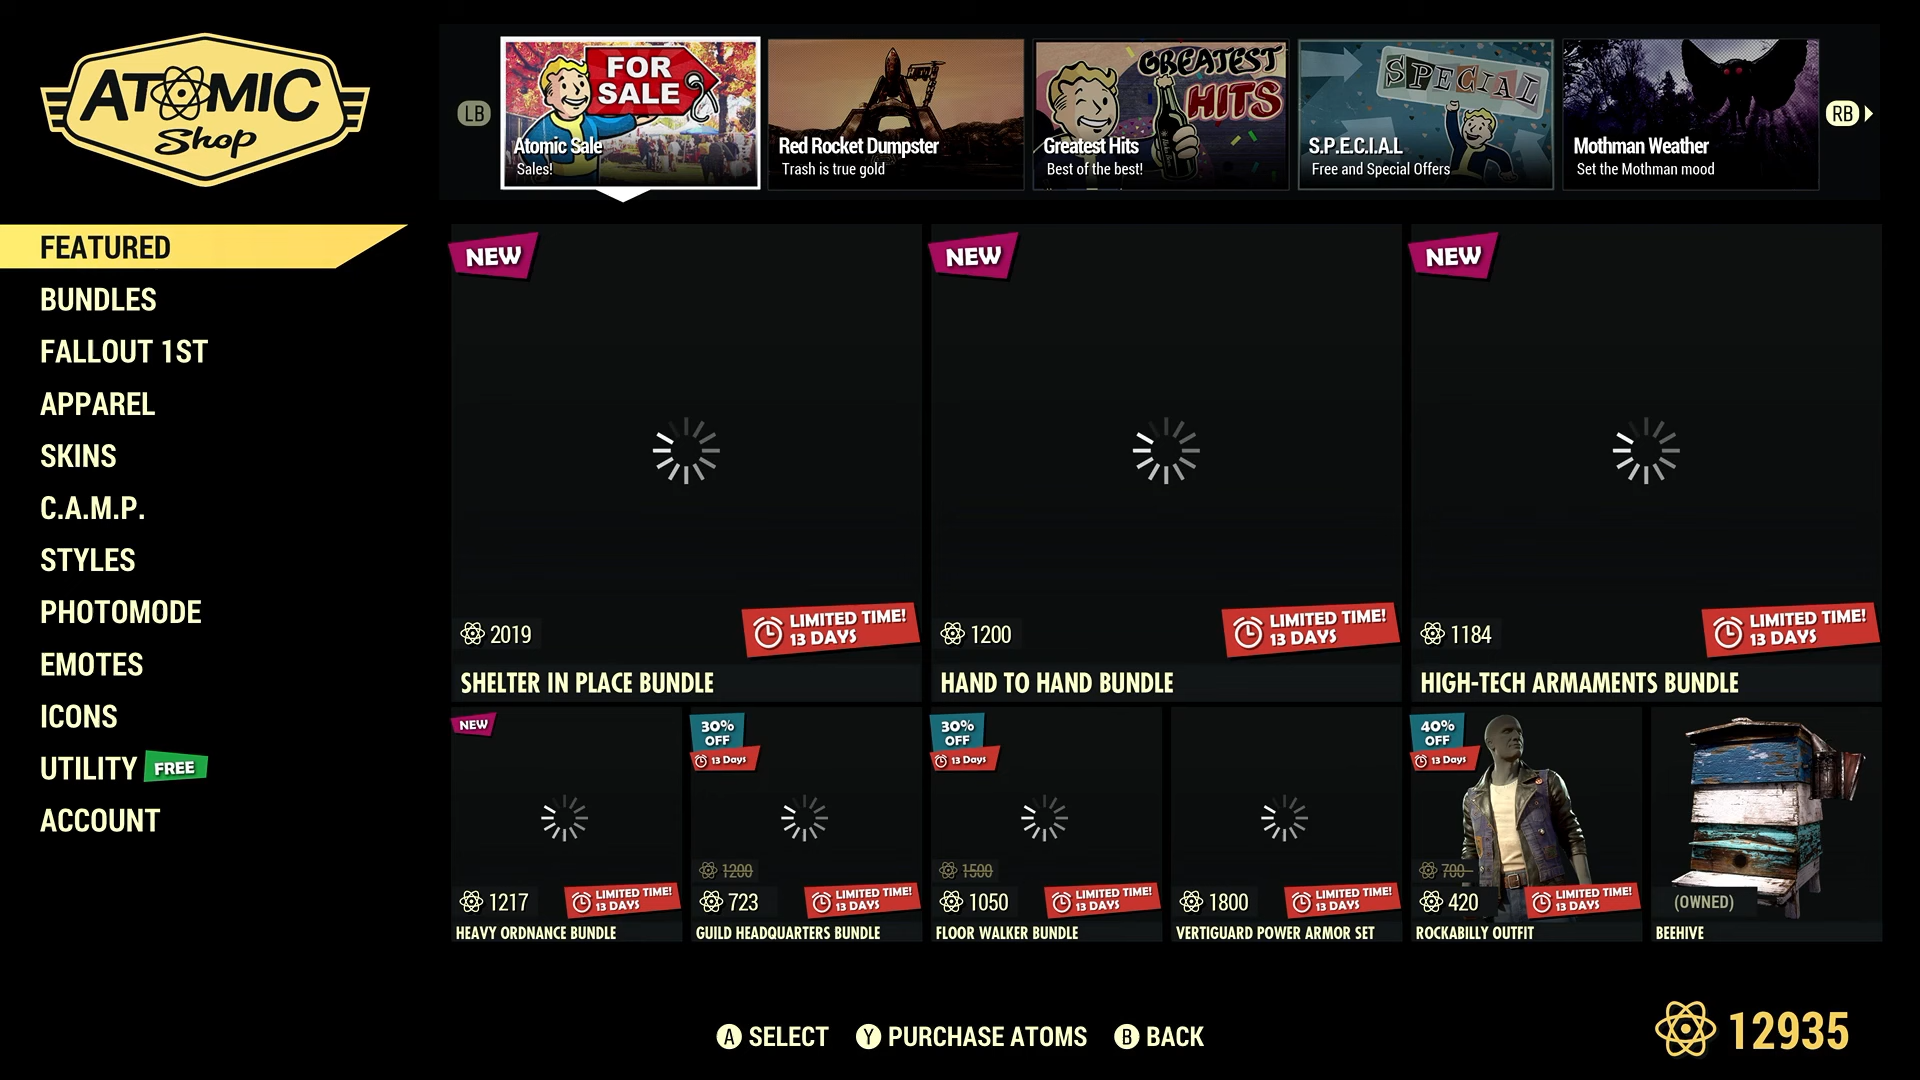 ATOMIC
Shop
LB
FOR
SALE
Atomic Sale
Sales!
Red Rocket Dumpster
Trash is true gold
GREATEST
HITS
Greatest Hits
Best of the best!
SPECIAL
S.P.E.C.I.A.L
Free and Special Offers
Mothman Weather
Set the Mothman mood
RB
FEATURED
BUNDLES
FALLOUT 1ST
APPAREL
SKINS
C.A.M.P.
STYLES
PHOTOMODE
EMOTES
ICONS
UTILITY FREE
ACCOUNT
NEW
2019
LIMITED TIME!
13 DAYS
SHELTER IN PLACE BUNDLE
NEW
1200
LIMITED TIME!
13 DAYS
HAND TO HAND BUNDLE
NEW
1184
LIMITED TIME!
13 DAYS
HIGH-TECH ARMAMENTS BUNDLE
NEW
1217
LIMITED TIME!
13 DAYS
HEAVY ORDNANCE BUNDLE
30%
OFF
13 Days
1200
723
LIMITED TIME!
13 DAYS
GUILD HEADQUARTERS BUNDLE
30%
OFF
13 Days
1500
1050
LIMITED TIME!
13 DAYS
FLOOR WALKER BUNDLE
1800
LIMITED TIME!
13 DAYS
VERTIGUARD POWER ARMOR SET
40%
OFF
13 Days
700
420
LIMITED TIME!
13 DAYS
ROCKABILLY OUTFIT
(OWNED)
BEEHIVE
A SELECT
Y PURCHASE ATOMS
B BACK
12935